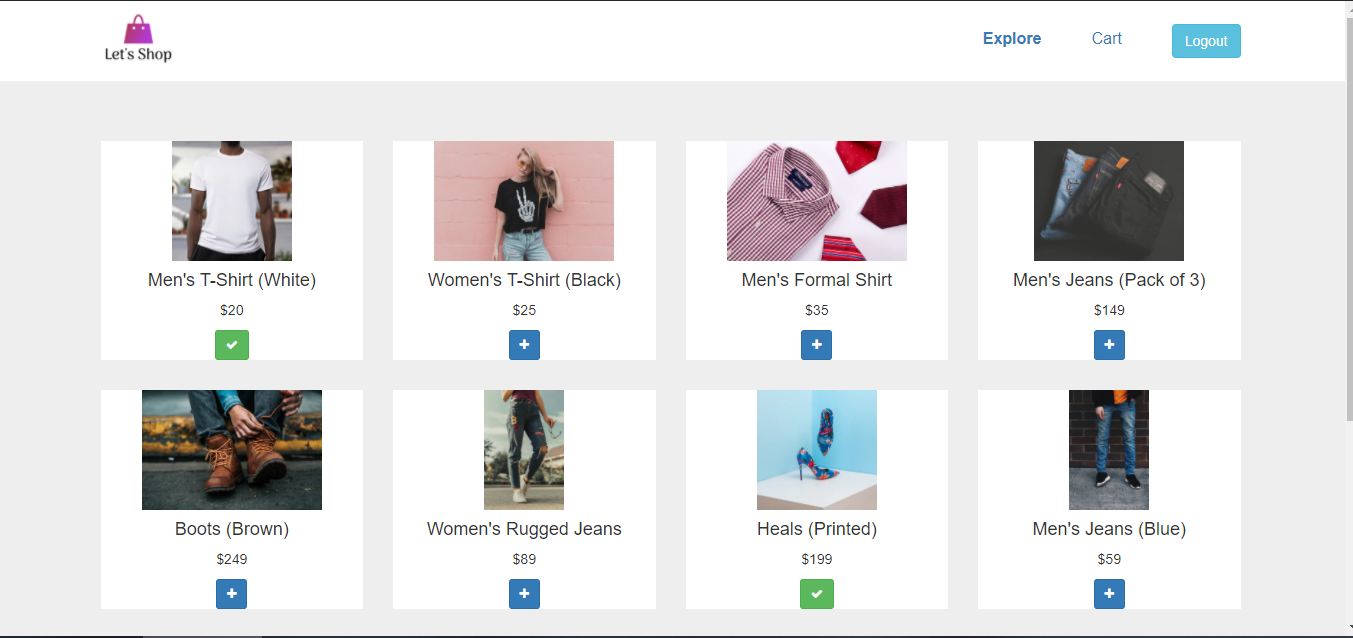 Let's Shop
Explore Cart Logout
Men's T-Shirt (White)
$20
Women's T-Shirt (Black)
$25
Men's Formal Shirt
$35
Men's Jeans (Pack of 3)
$149
Boots (Brown)
$249
Women's Rugged Jeans
$89
Heals (Printed)
$199
Men's Jeans (Blue)
$59